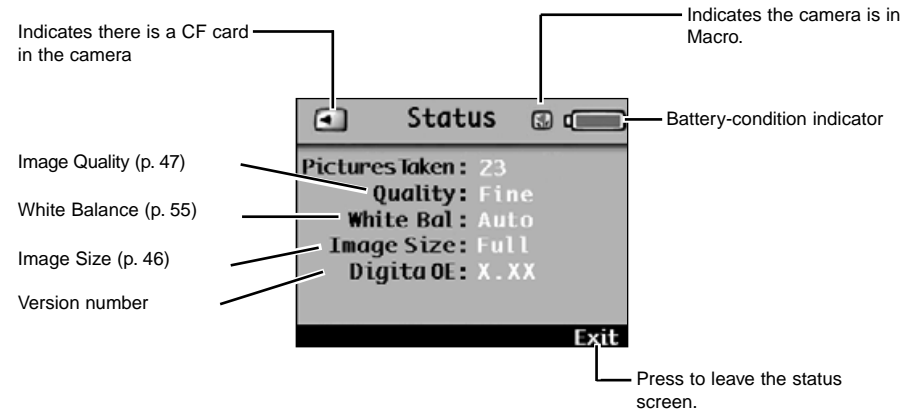 Indicates there is a CF card
in the camera
Indicates the camera is in
Macro.
Status
Battery-condition indicator
Image Quality (p. 47)
White Balance (p. 55)
Image Size (p. 46)
Version number
Pictures Taken: 23
Quality: Fine
White Bal: Auto
Image Size: Full
Digita OE: X.XX
Exit
Press to leave the status
screen.